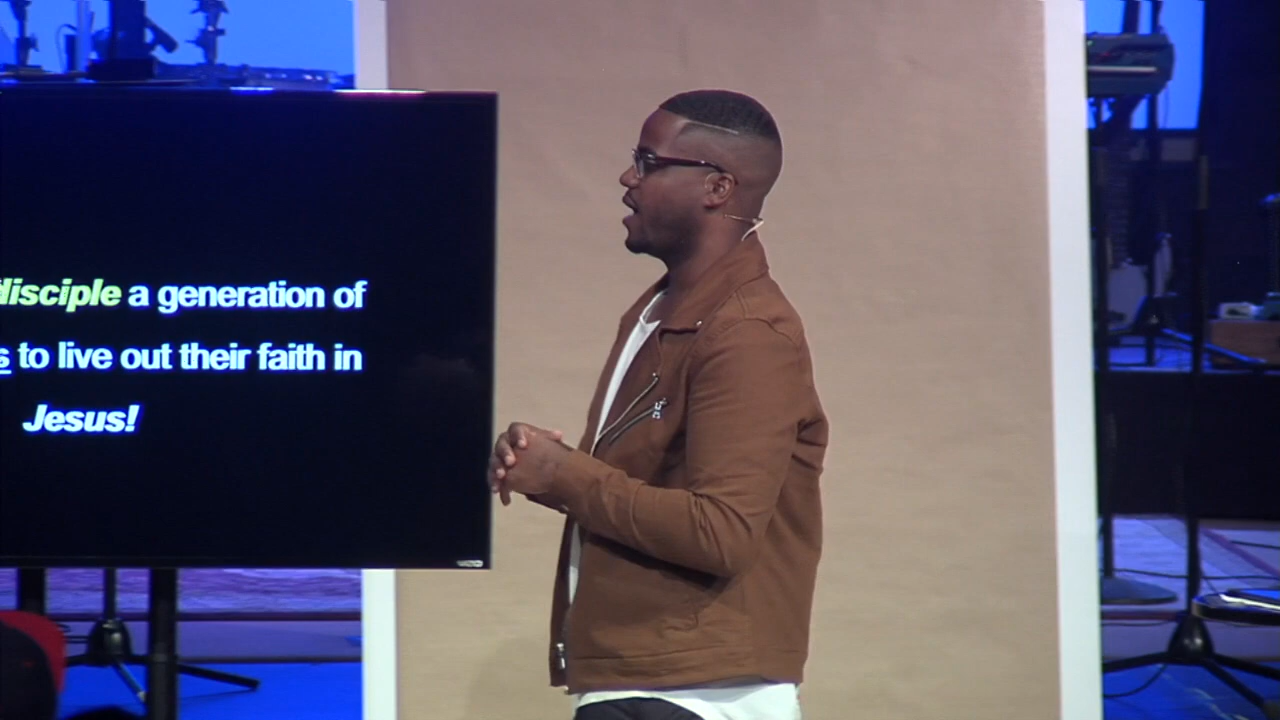 disciple a generation of
s to live out their faith in
Jesus!